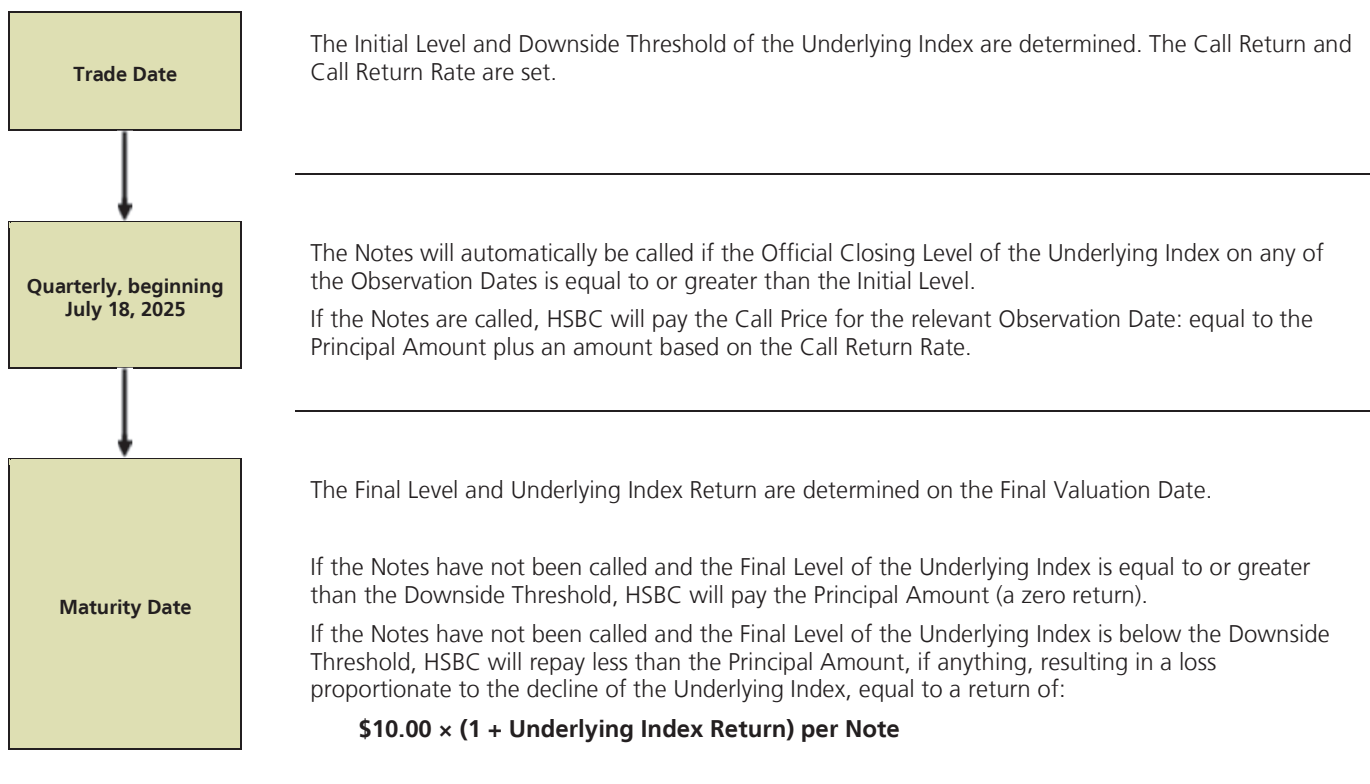 Trade Date
The Initial Level and Downside Threshold of the Underlying Index are determined. The Call Return and
Call Return Rate are set.
Quarterly, beginning
July 18, 2025
The Notes will automatically be called if the Official Closing Level of the Underlying Index on any of
the Observation Dates is equal to or greater than the Initial Level.
If the Notes are called, HSBC will pay the Call Price for the relevant Observation Date: equal to the
Principal Amount plus an amount based on the Call Return Rate.
Maturity Date
The Final Level and Underlying Index Return are determined on the Final Valuation Date.
If the Notes have not been called and the Final Level of the Underlying Index is equal to or greater
than the Downside Threshold, HSBC will pay the Principal Amount (a zero return).
If the Notes have not been called and the Final Level of the Underlying Index is below the Downside
Threshold, HSBC will repay less than the Principal Amount, if anything, resulting in a loss
proportionate to the decline of the Underlying Index, equal to a return of:
$10.00 × (1 + Underlying Index Return) per Note